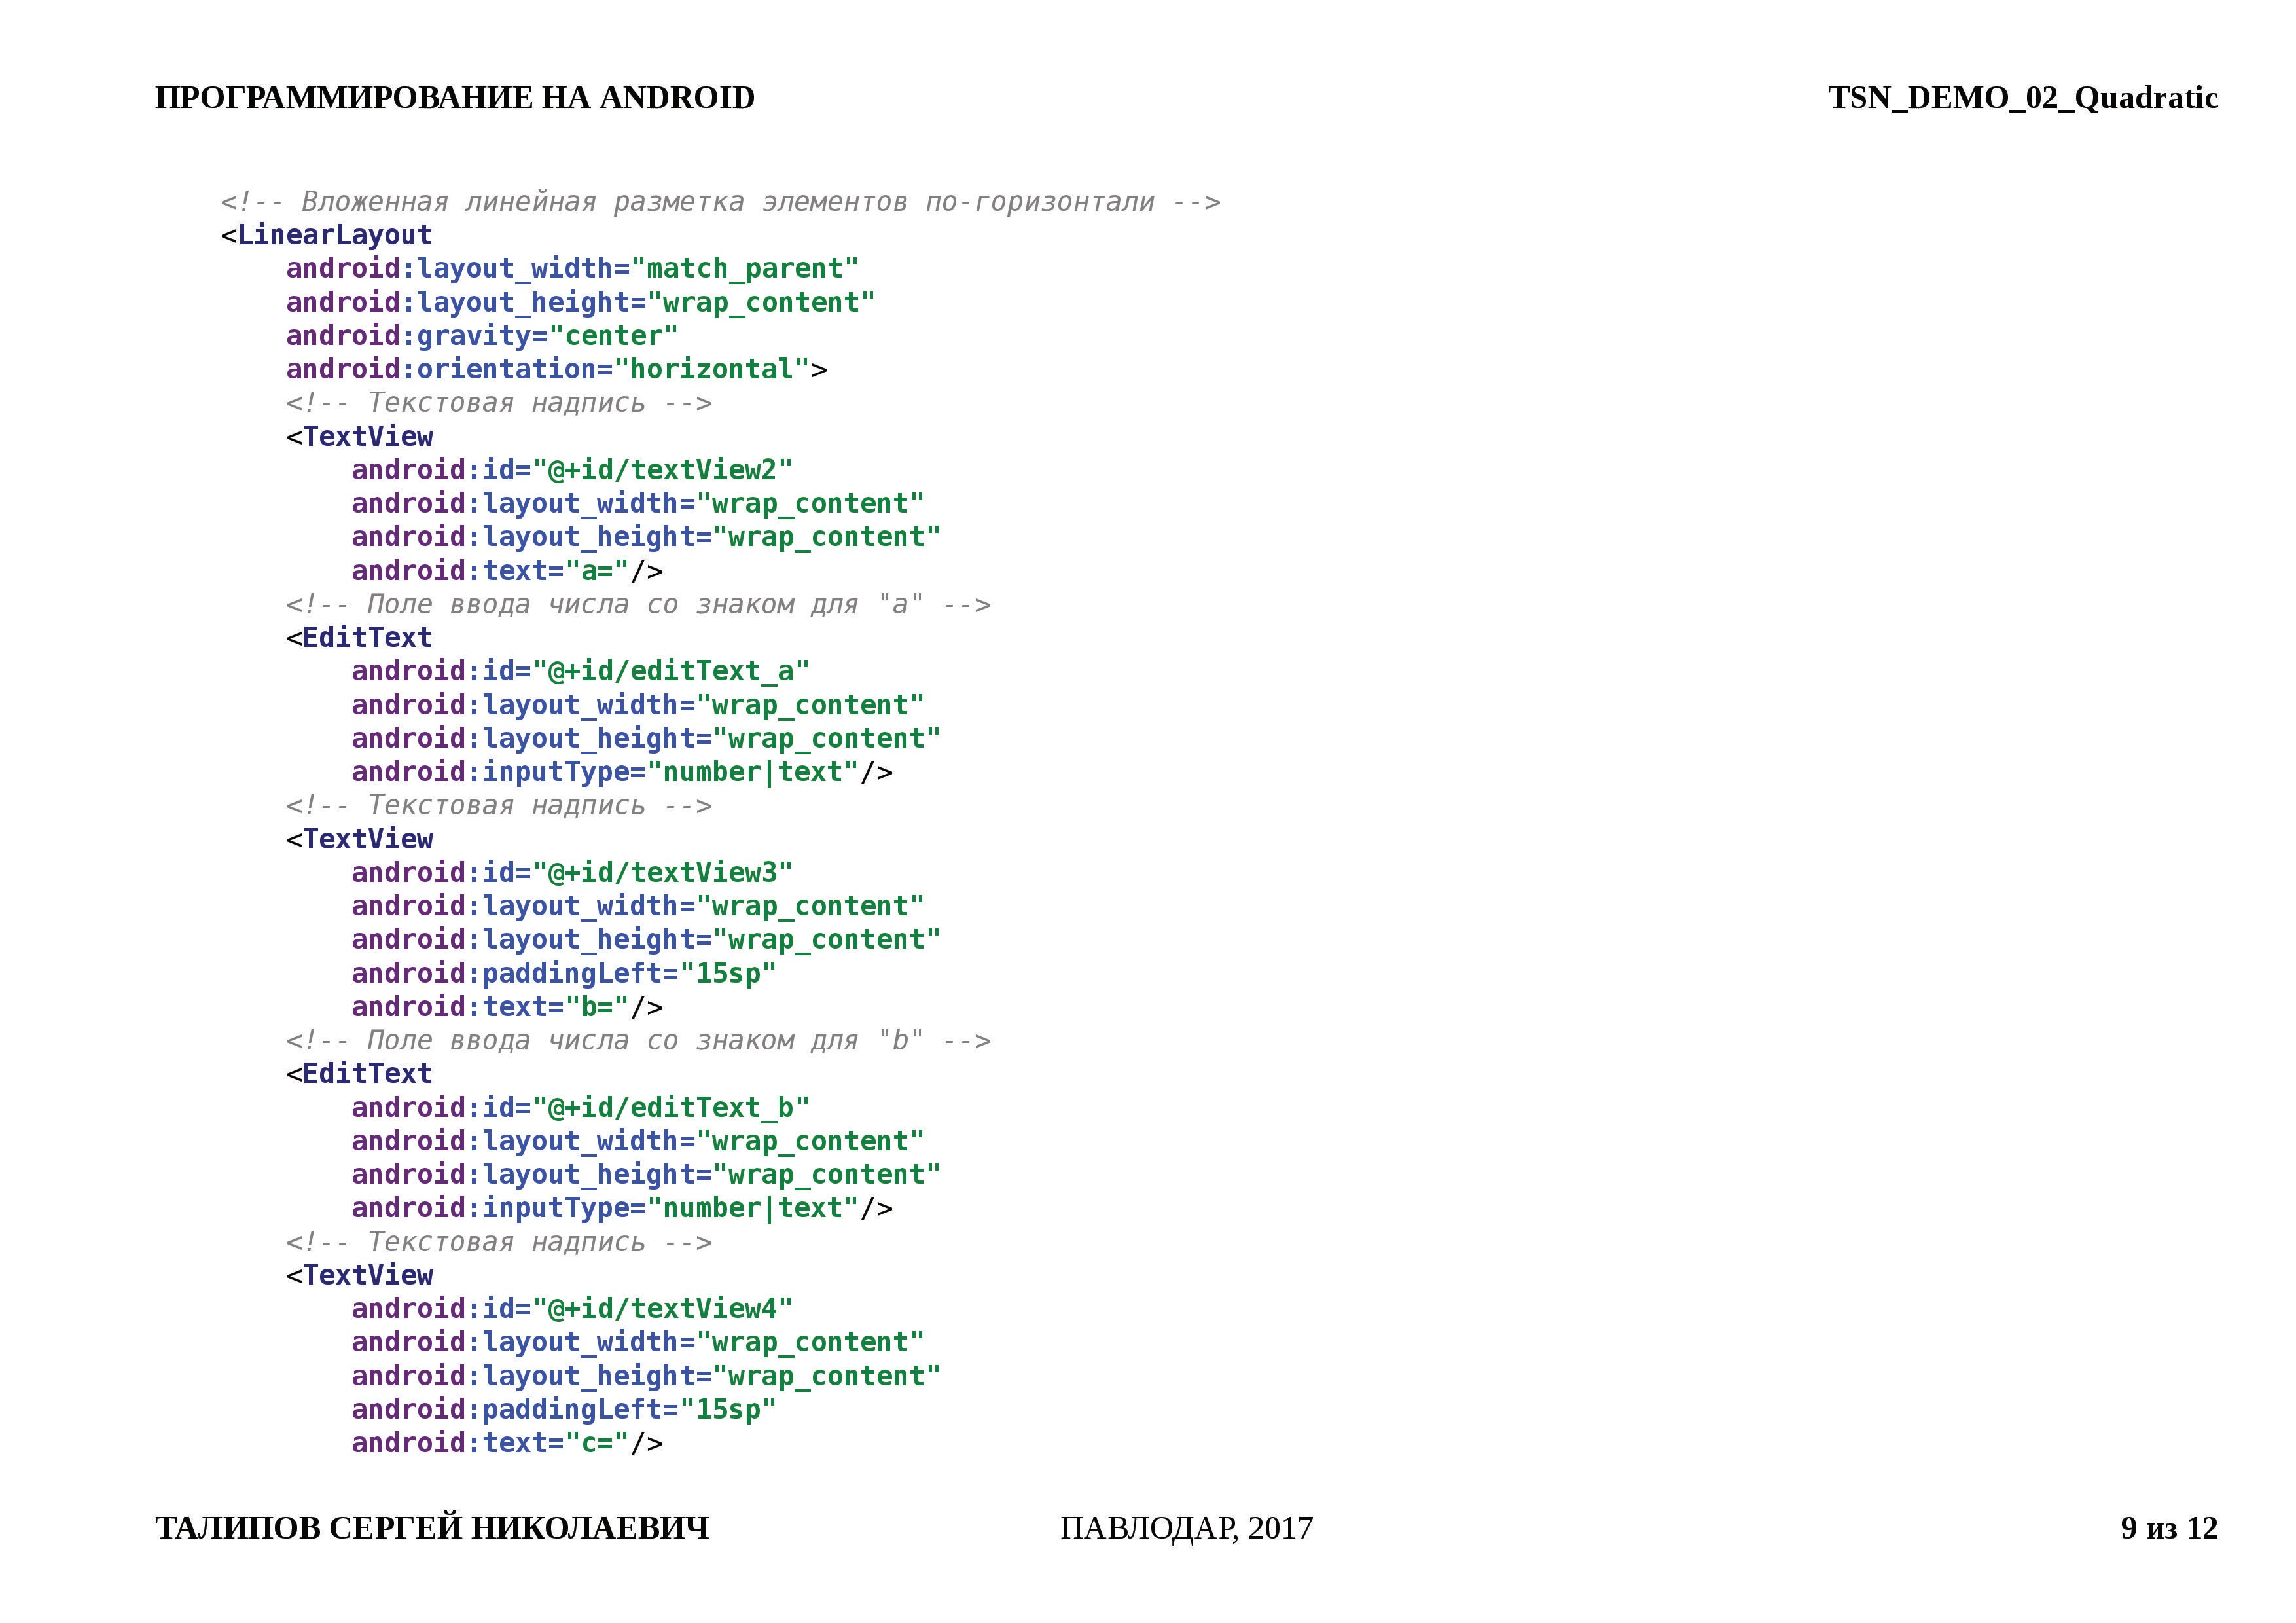 ПРОГРАММИРОВАНИЕ НА ANDROID TSN_DEMO_02_Quadratic
<!-- Вложенная линейная разметка элементов по-горизонтали -->
<LinearLayout
android:layout_width="match_parent"
android:layout_height="wrap_content"
android:gravity="center"
android:orientation="horizontal">
<!-- Текстовая надпись -->
<TextView
android:id="@+id/textView2"
android:layout_width="wrap_content"
android:layout_height="wrap_content"
android:text="a="/>
<!-- Поле ввода числа со знаком для "a" -->
<EditText
android:id="@+id/editText_a"
android:layout_width="wrap_content"
android:layout_height="wrap_content"
android:inputType="number|text"/>
<!-- Текстовая надпись -->
<TextView
android:id="@+id/textView3"
android:layout_width="wrap_content"
android:layout_height="wrap_content"
android:paddingLeft="15sp"
android:text="b="/>
<!-- Поле ввода числа со знаком для "b" -->
<EditText
android:id="@+id/editText_b"
android:layout_width="wrap_content"
android:layout_height="wrap_content"
android:inputType="number|text"/>
<!-- Текстовая надпись -->
<TextView
android:id="@+id/textView4"
android:layout_width="wrap_content"
android:layout_height="wrap_content"
android:paddingLeft="15sp"
android:text="c="/>
ТАЛИПОВ СЕРГЕЙ НИКОЛАЕВИЧ ПАВЛОДАР, 2017 9 из 12